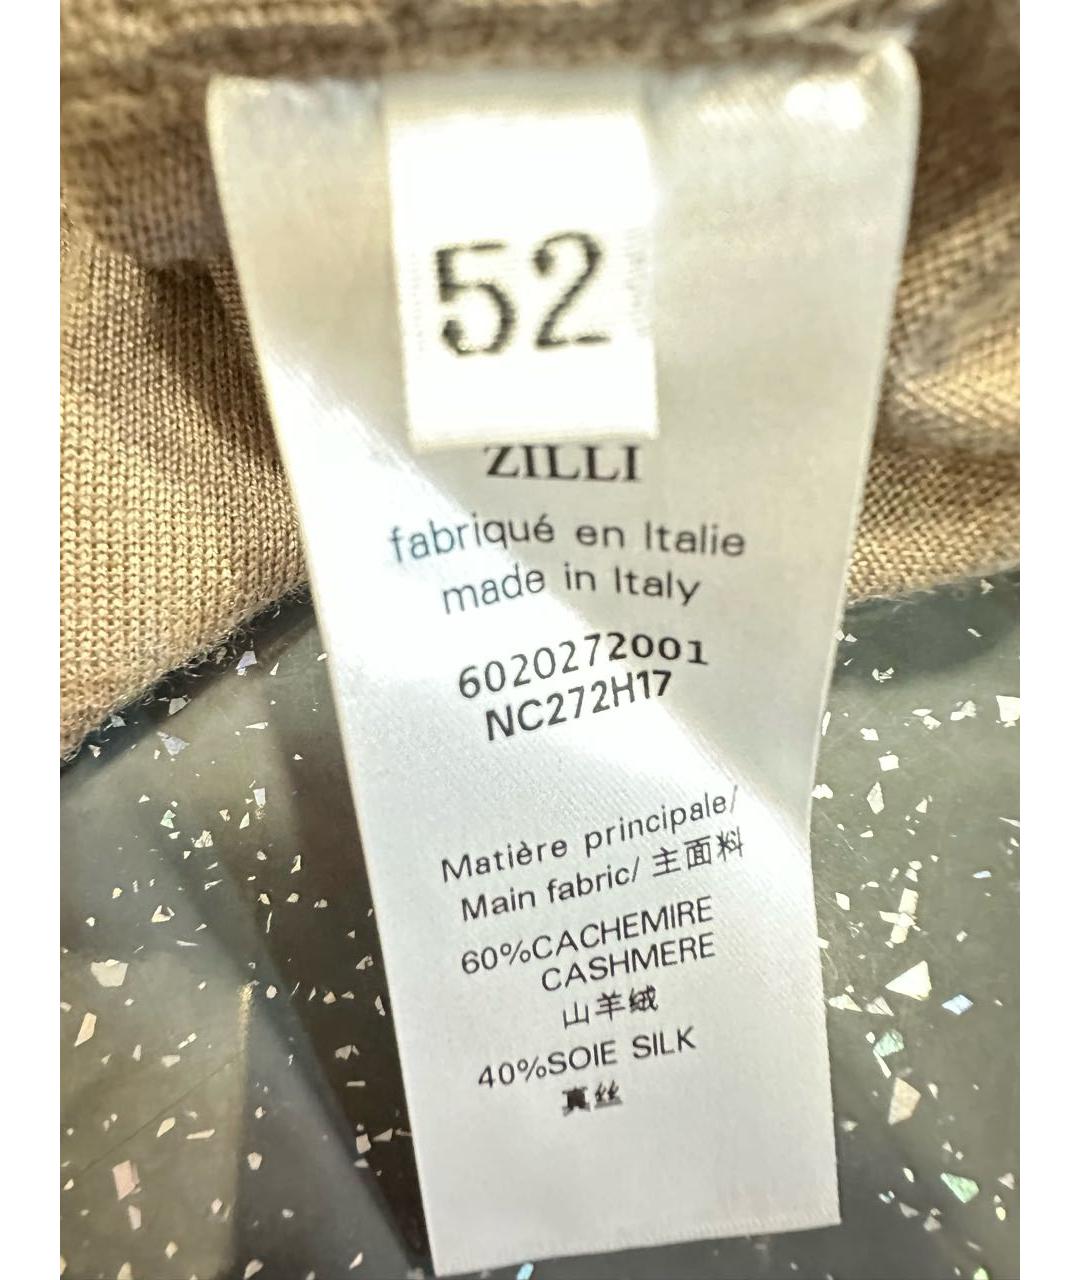 52
ZILLI
fabriqué en Italie
made in Italy
6020272001
NC272H17
Matière principale/
Main fabric/ 主面料
60%CACHEMIRE
CASHMERE
山羊绒
40%SOIE SILK
真丝